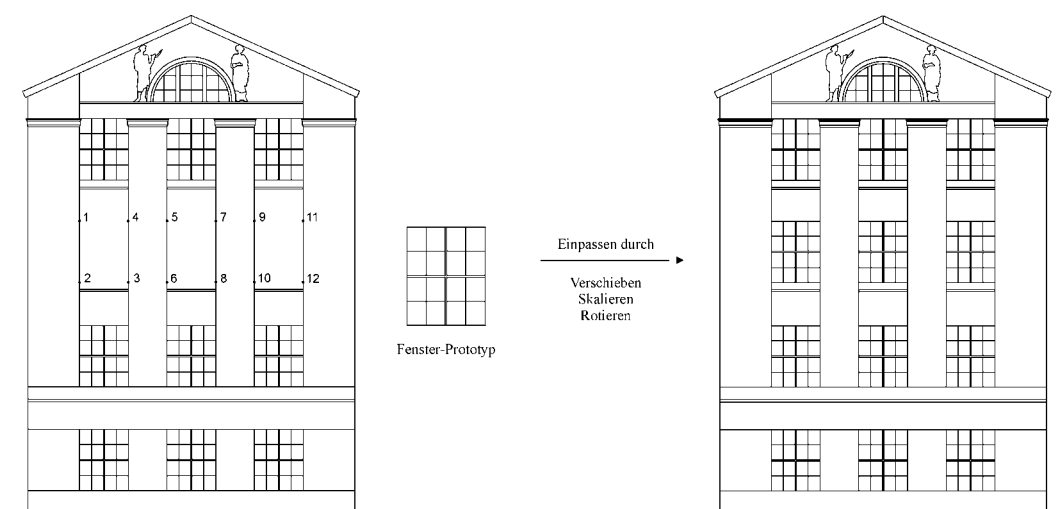 1 4 5 7 9 11
2 3 6 8 10 12
Fenster-Prototyp
Einpassen durch
Verschieben
Skalieren
Rotieren